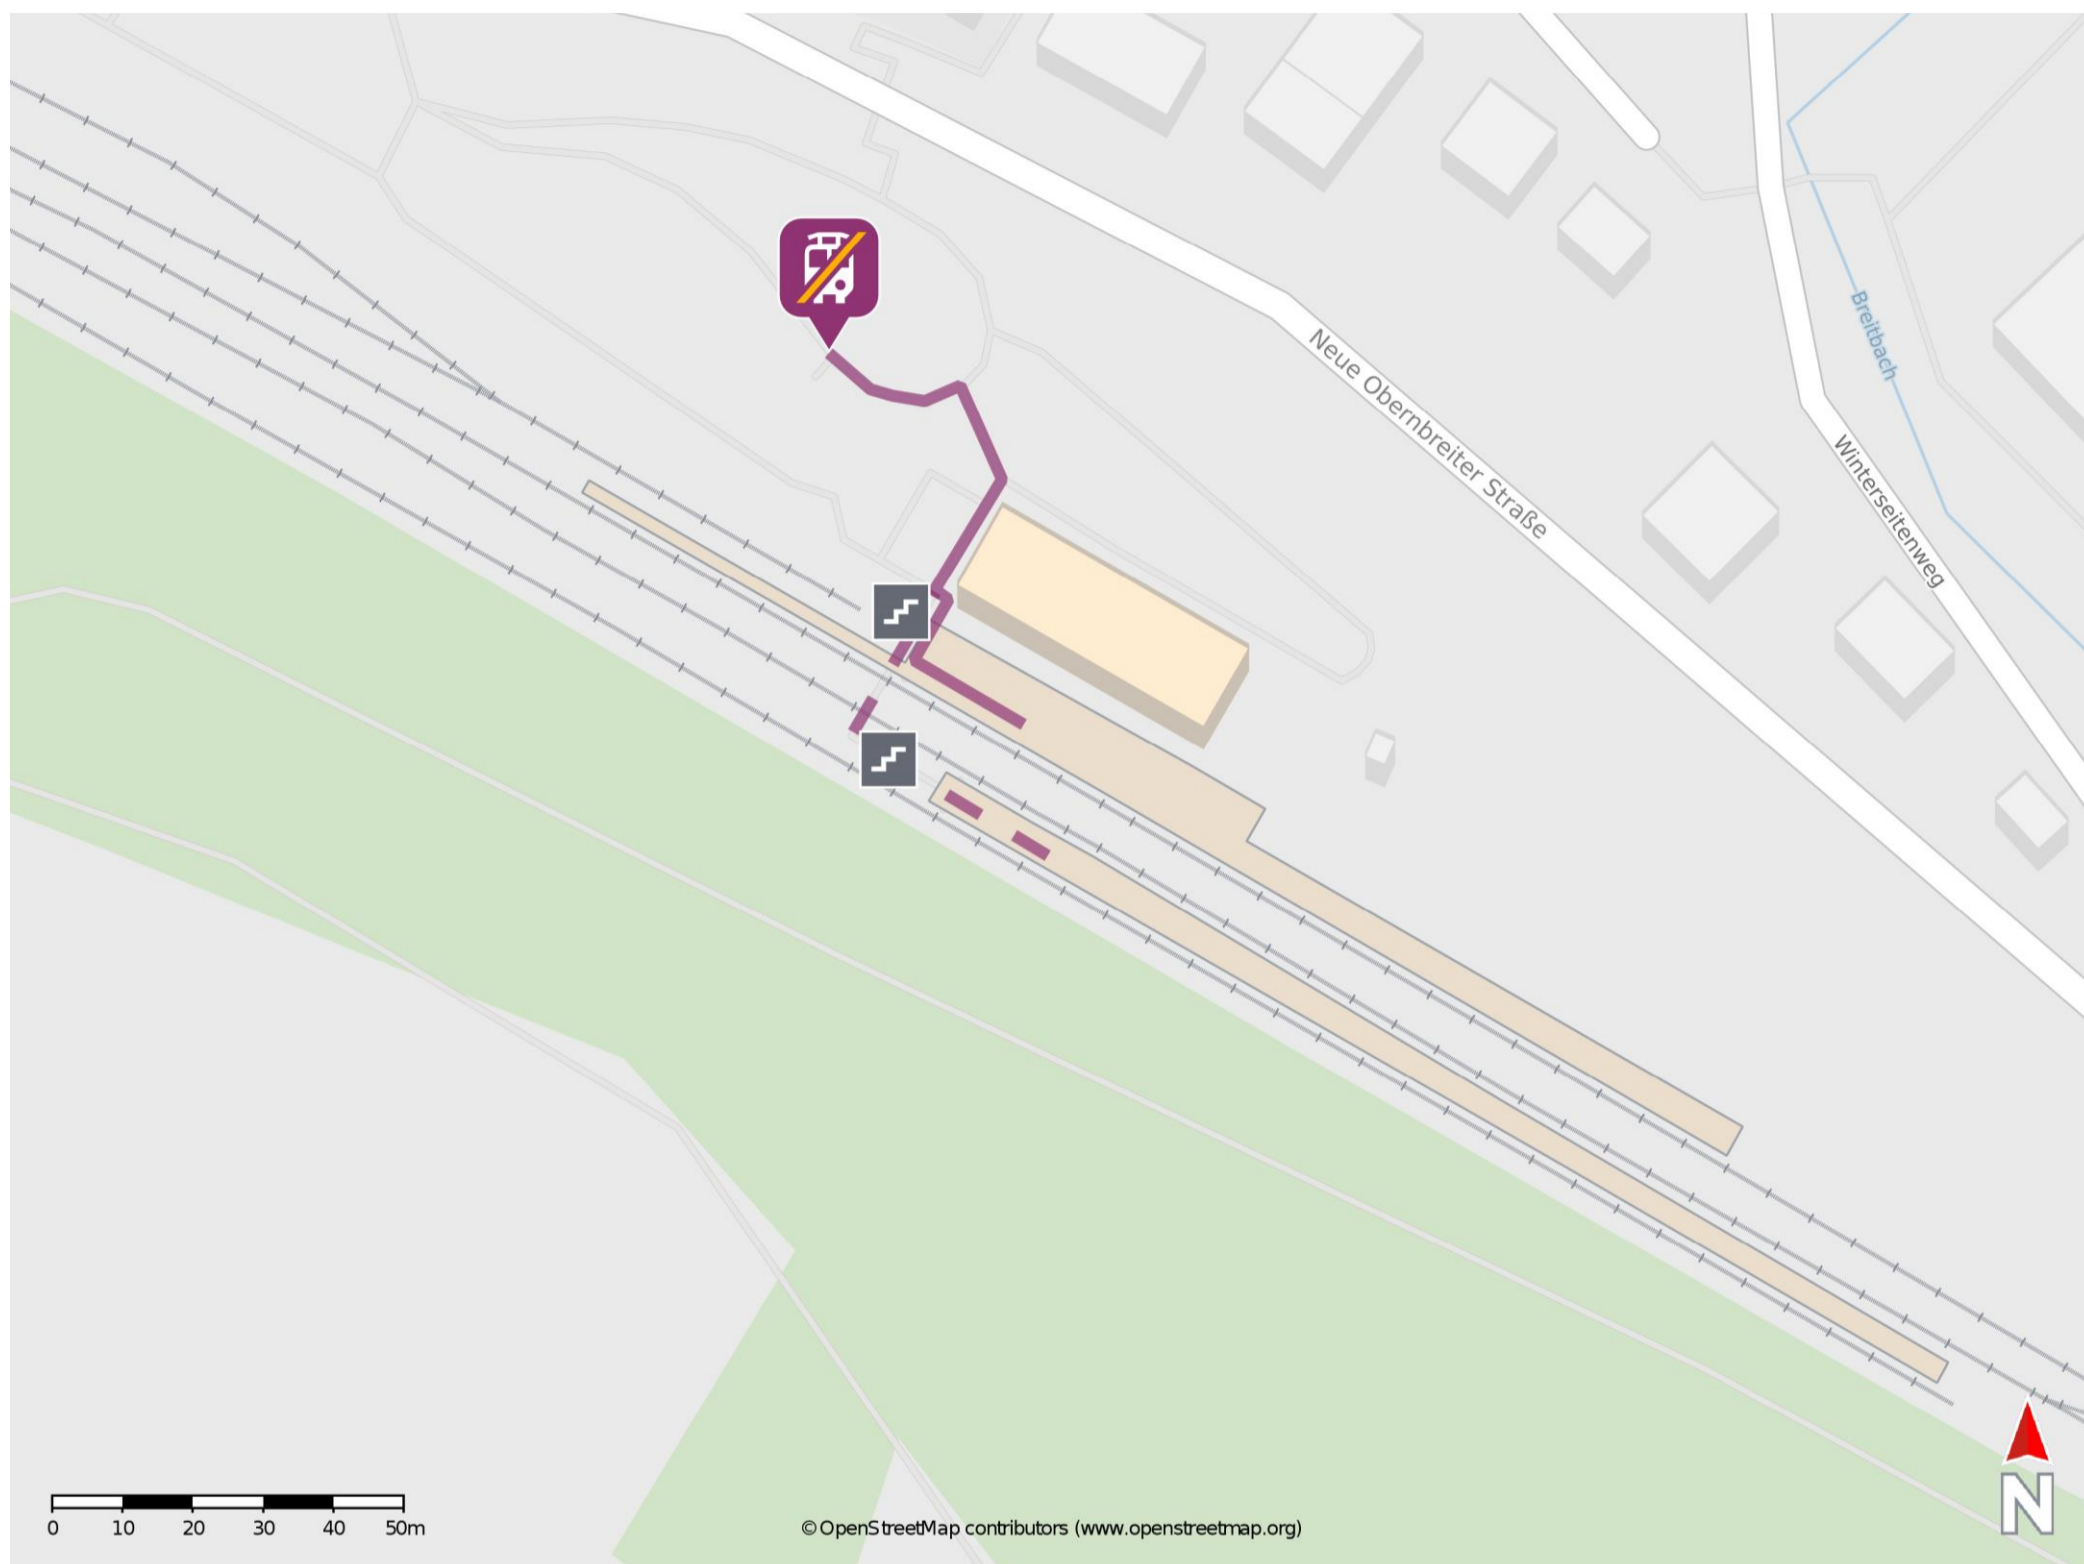 Neue Obernbreiter Straße
Breitbach
Winterseitenweg
0 10 20 30 40 50m
© OpenStreetMap contributors (www.openstreetmap.org)
N